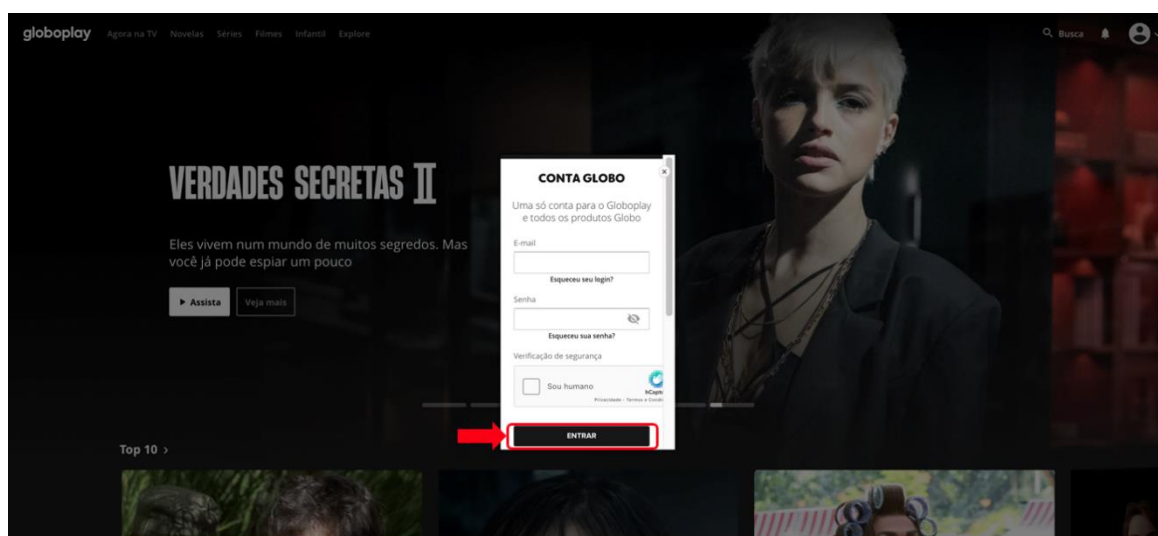 globoplay Agora na TV Novelas Séries Filmes Infantil Explore Busca
VERDADES SECRETAS II
Eles vivem num mundo de muitos segredos. Mas
você já pode espiar um pouco
Assista Veja mais
CONTA GLOBO
Uma só conta para o Globoplay
e todos os produtos Globo
E-mail
Esqueceu seu login?
Senha
Esqueceu sua senha?
Verificação de segurança
Sou humano
Privacidade - Termos e
ENTRAR
Top 10 >